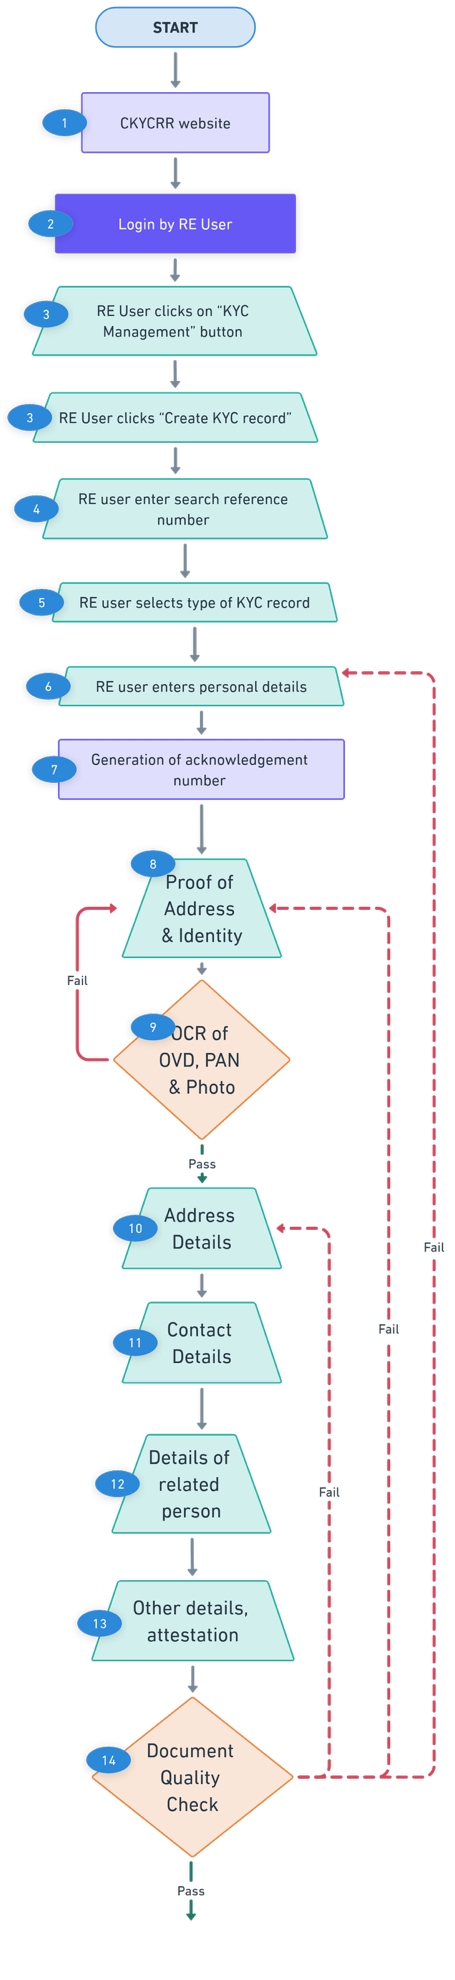 START
1
CKYCRR website
2
Login by RE User
3
RE User clicks on “KYC
Management” button
3
RE User clicks “Create KYC record”
4
RE user enter search reference
number
5
RE user selects type of KYC record
6
RE user enters personal details
7
Generation of acknowledgement
number
8
Proof of
Address
& Identity
Fail
9
OCR of
OVD, PAN
& Photo
Pass
10
Address
Details
Fail
11
Contact
Details
Fail
12
Details of
related
person
Fail
13
Other details,
attestation
14
Document
Quality
Check
Pass